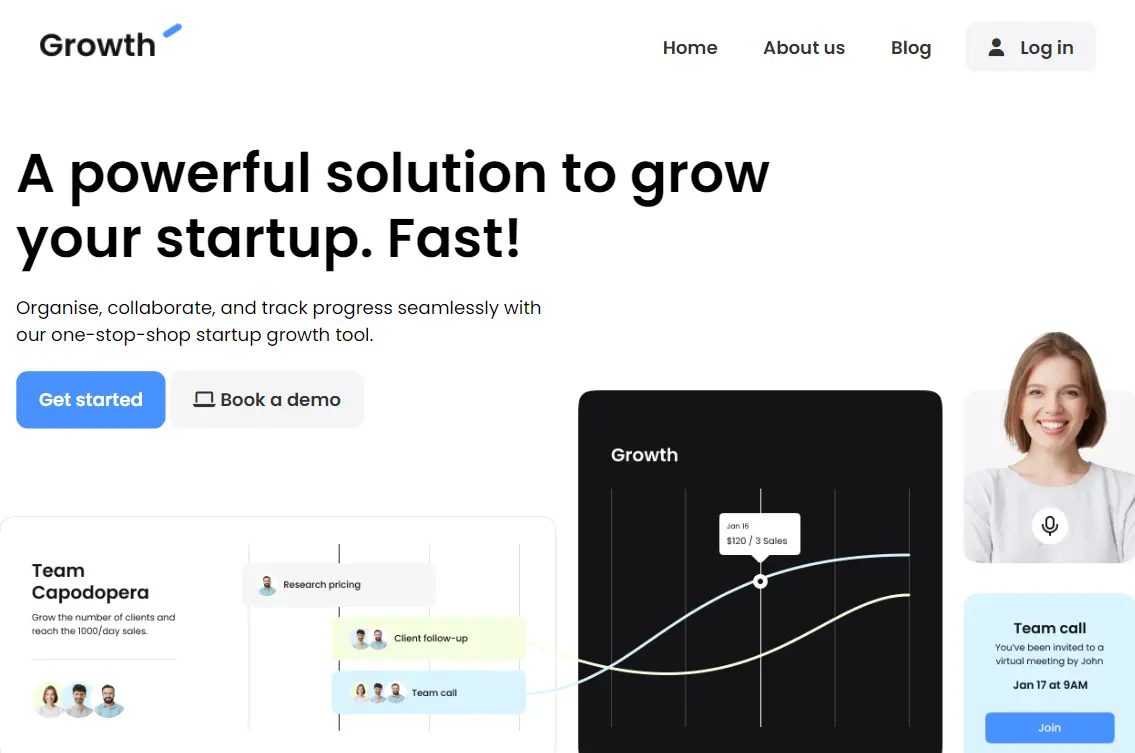 Growth
Home
About us
Blog
Log in
A powerful solution to grow
your startup. Fast!
Organise, collaborate, and track progress seamlessly with
our one-stop-shop startup growth tool.
Get started
Book a demo
Growth
Jan 16
$120 / 3 Sales
Team
Capodopera
Grow the number of clients and
reach the 1000/day sales.
Research pricing
Client follow-up
Team call
Team call
You've been invited to a
virtual meeting by John
Jan 17 at 9AM
Join